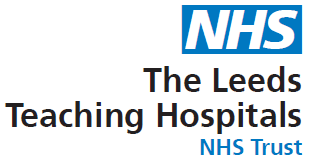 NHS
The Leeds
Teaching Hospitals
NHS Trust